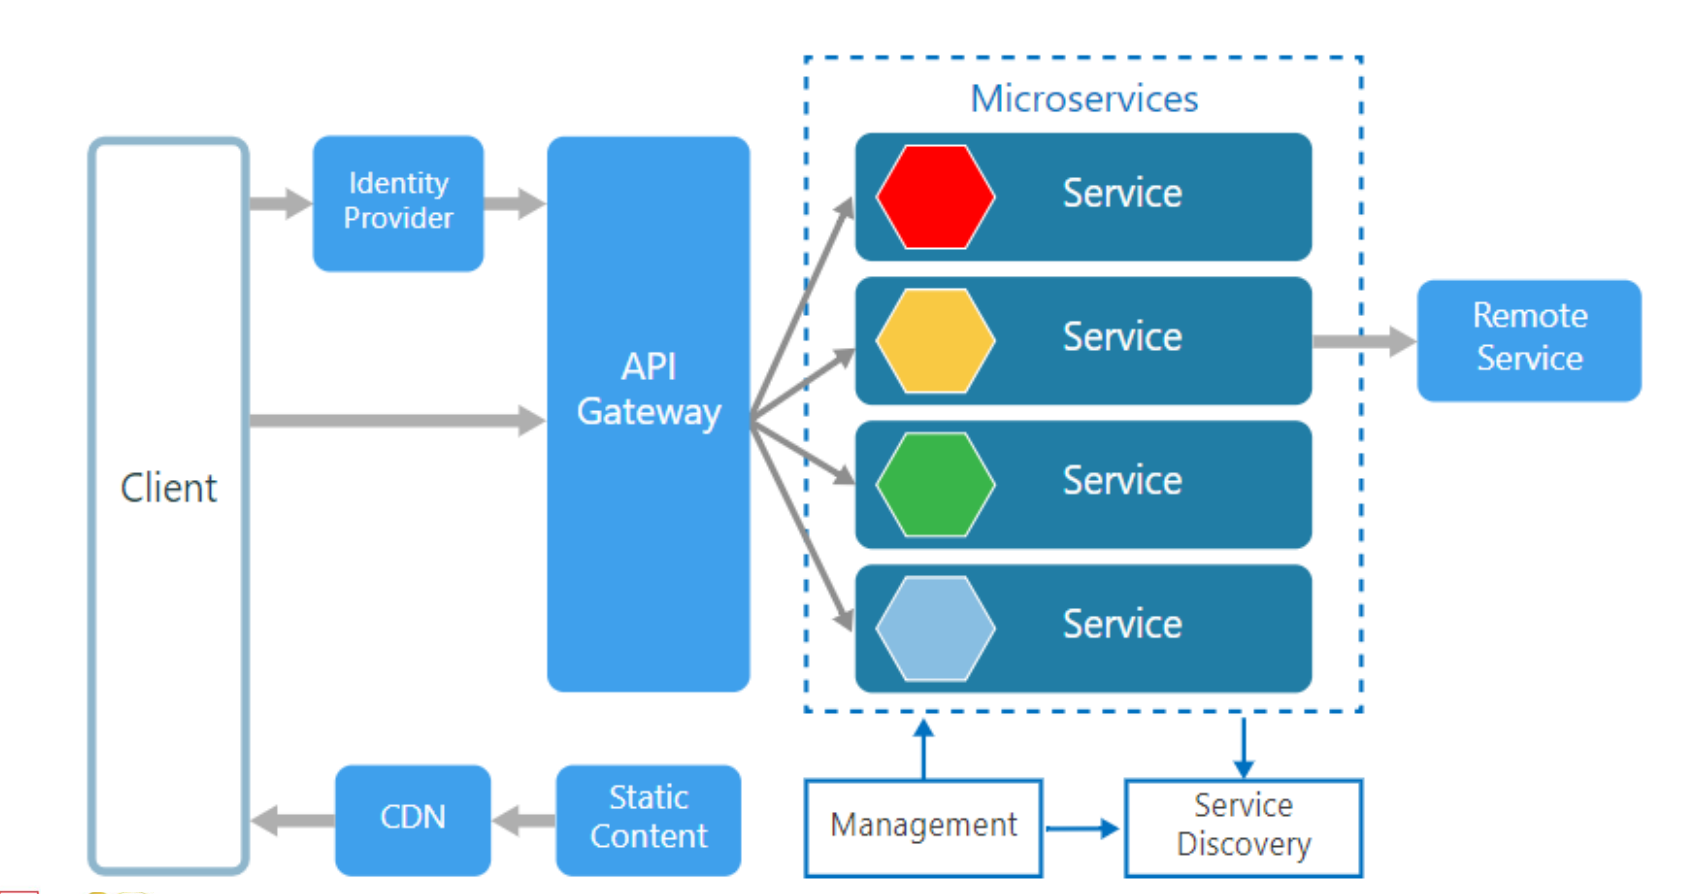 Microservices
Identity
Provider
Service
Service
Remote
Service
API
Gateway
Client
Service
Service
CDN
Static
Content
Management
Service
Discovery